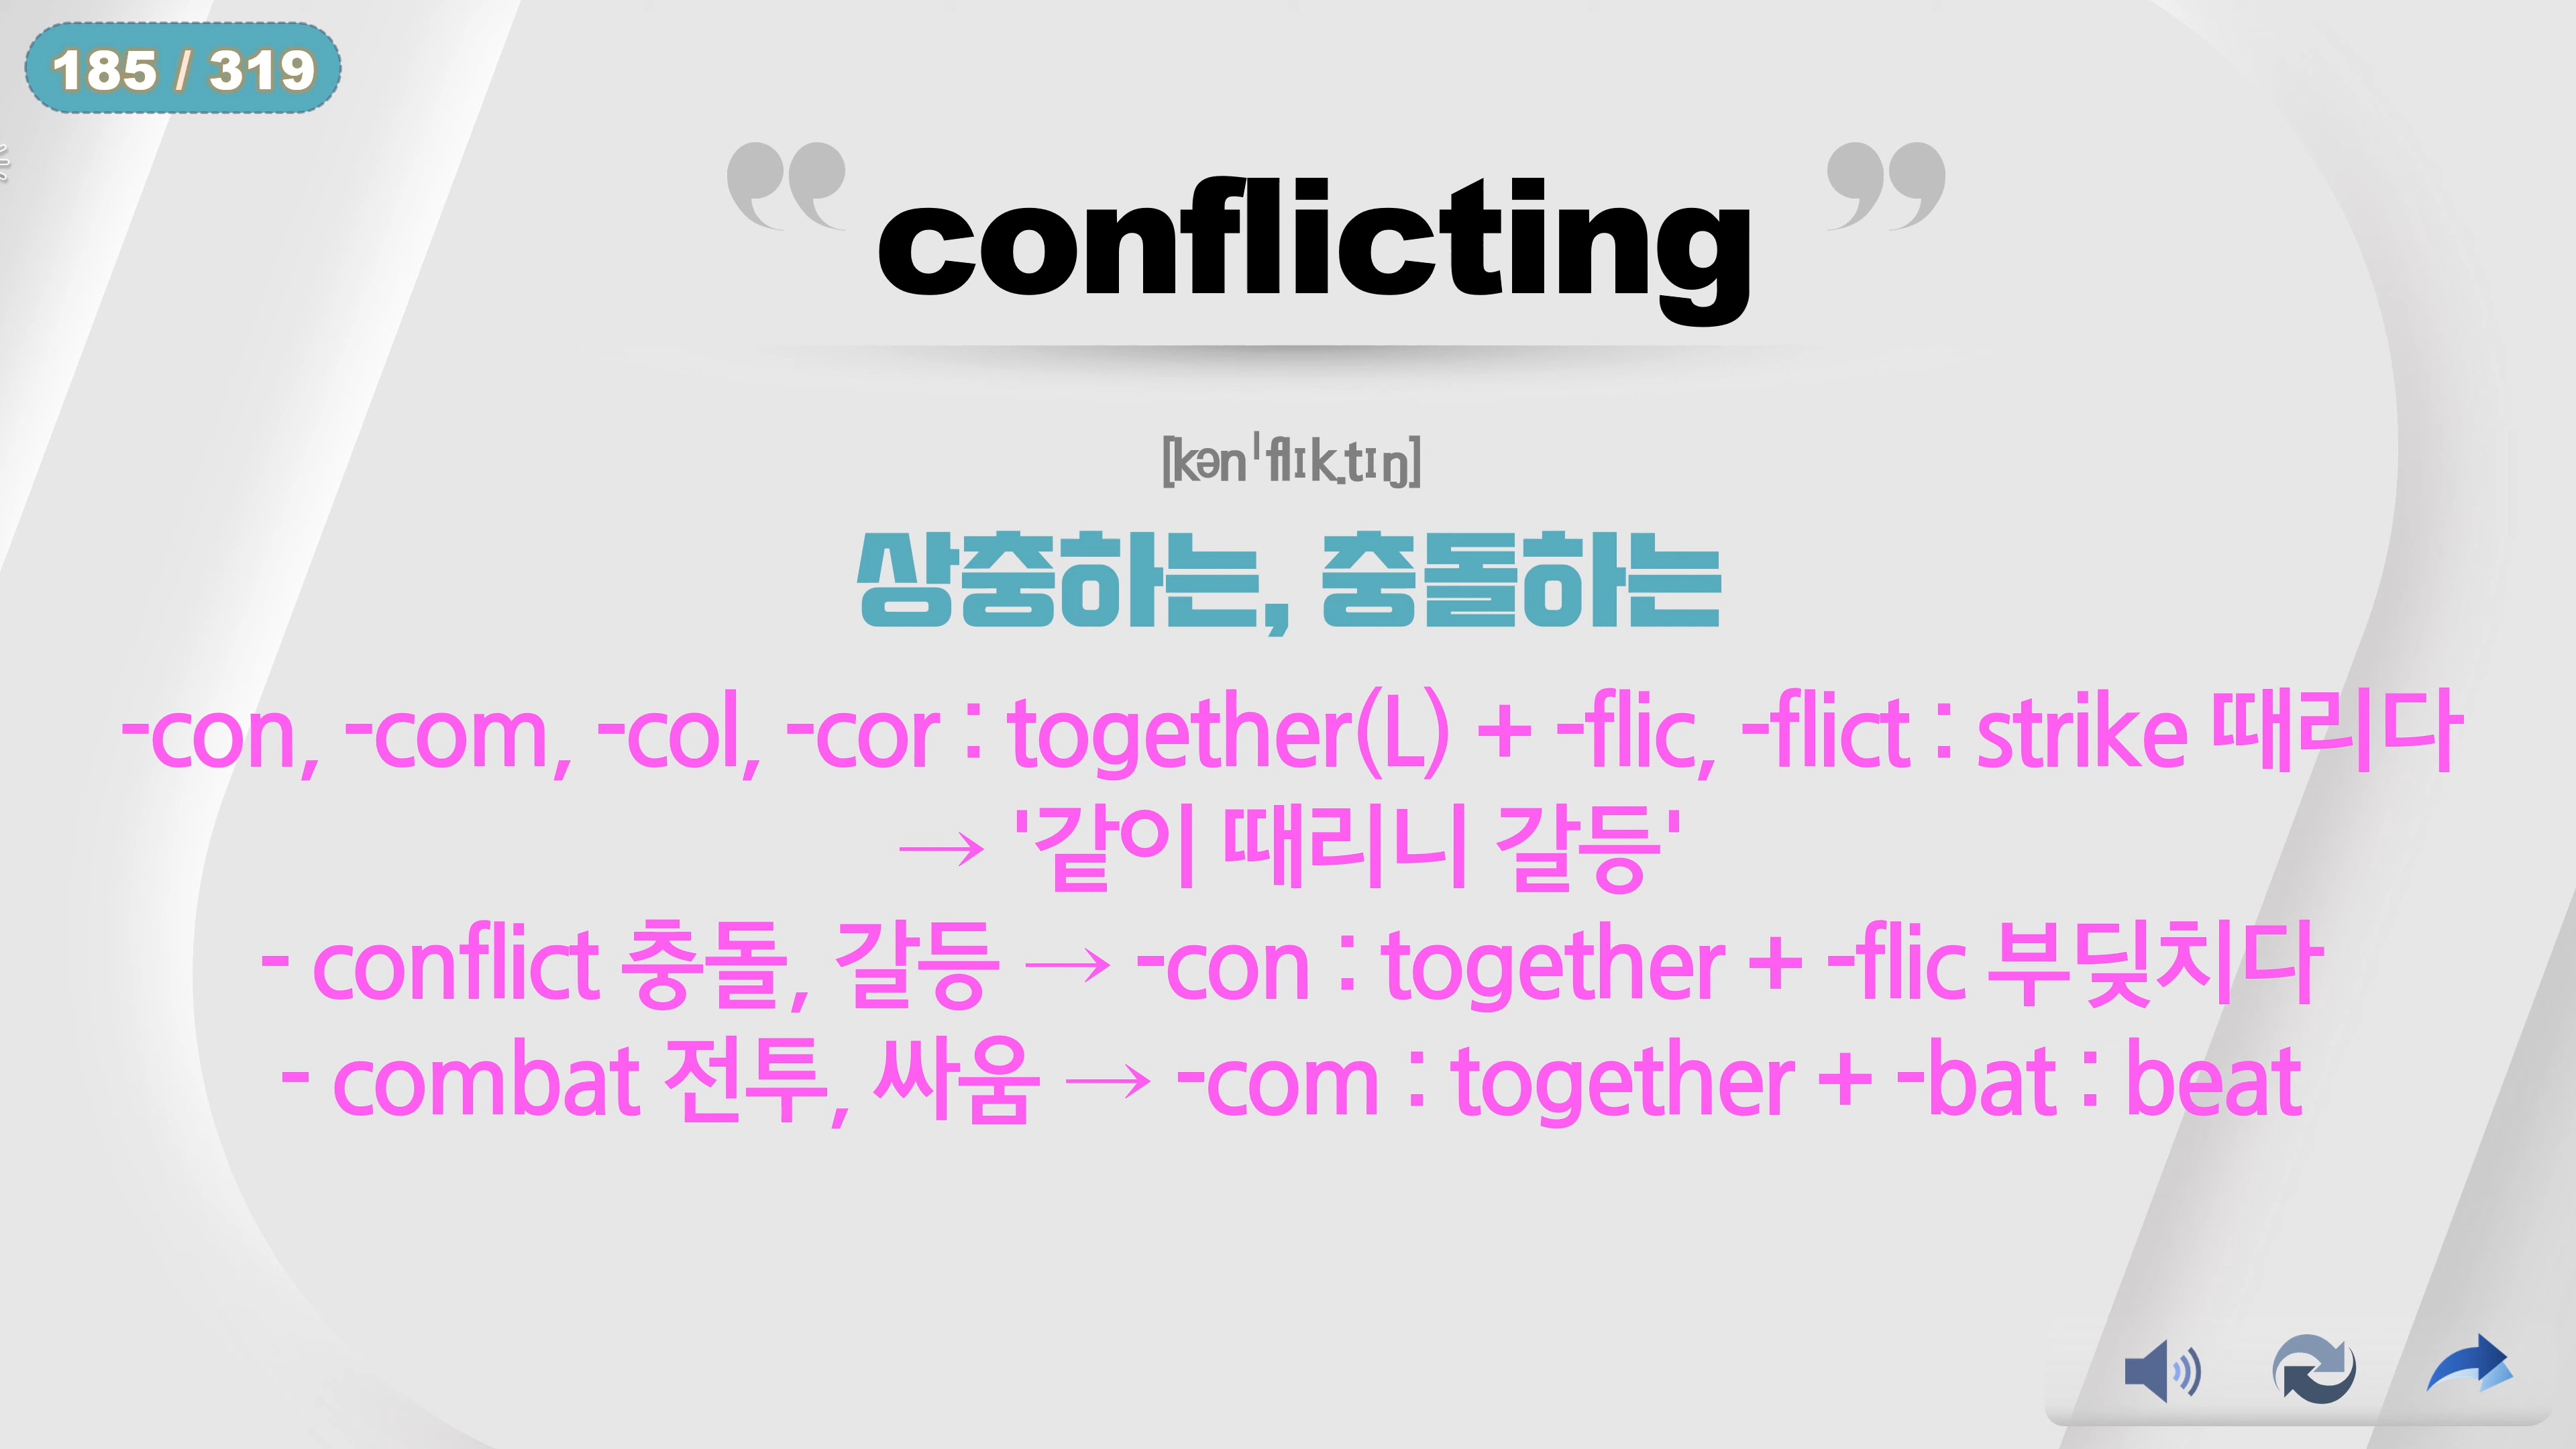 185 / 319
“ conflicting ”
[kənˈflɪk.tɪŋ]
상충하는, 충돌하는
-con, -com, -col, -cor : together(L) + -flic, -flict : strike 때리다
→ '같이 때리니 갈등'
- conflict 충돌, 갈등 → -con : together + -flic 부딪치다
- combat 전투, 싸움 → -com : together + -bat : beat